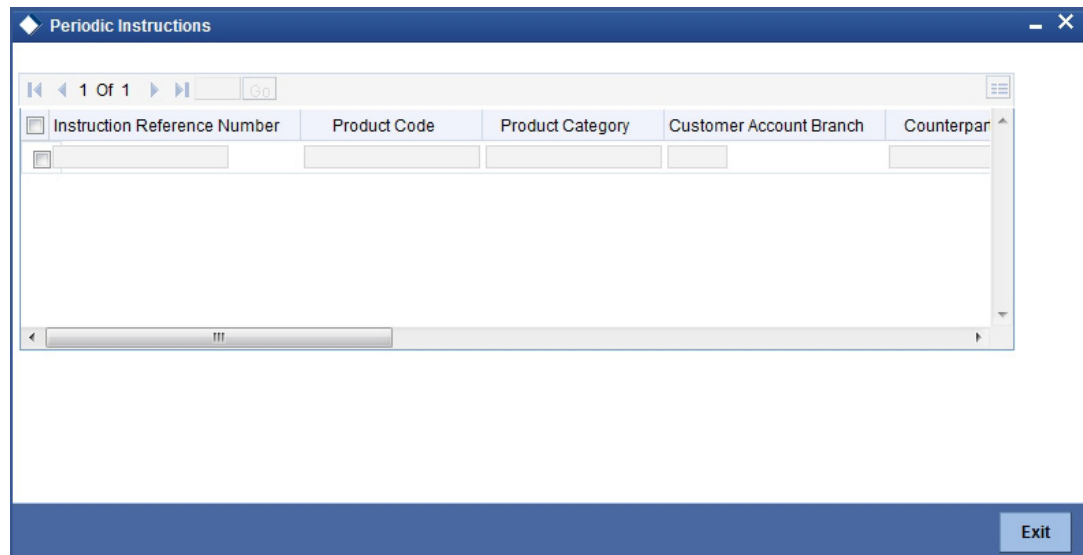 Periodic Instructions
1 Of 1 Go
Instruction Reference Number Product Code Product Category Customer Account Branch Counterpar
Exit